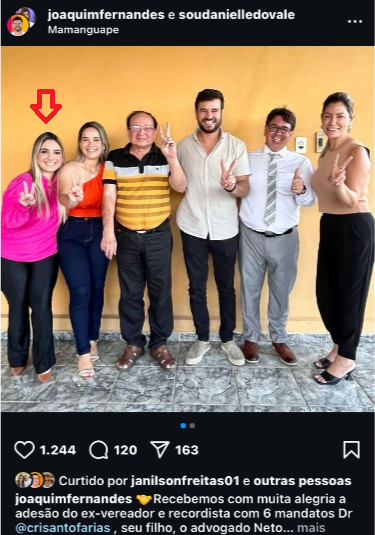 joaquimfernandes e soudanielledovale
Mamanguape
1.244 120 163
Curtido por janilsonfreitas01 e outras pessoas
joaquimfernandes 🤝Recebemos com muita alegria a
adesão do ex-vereador e recordista com 6 mandatos Dr
@crisantofarias , seu filho, o advogado Neto... mais